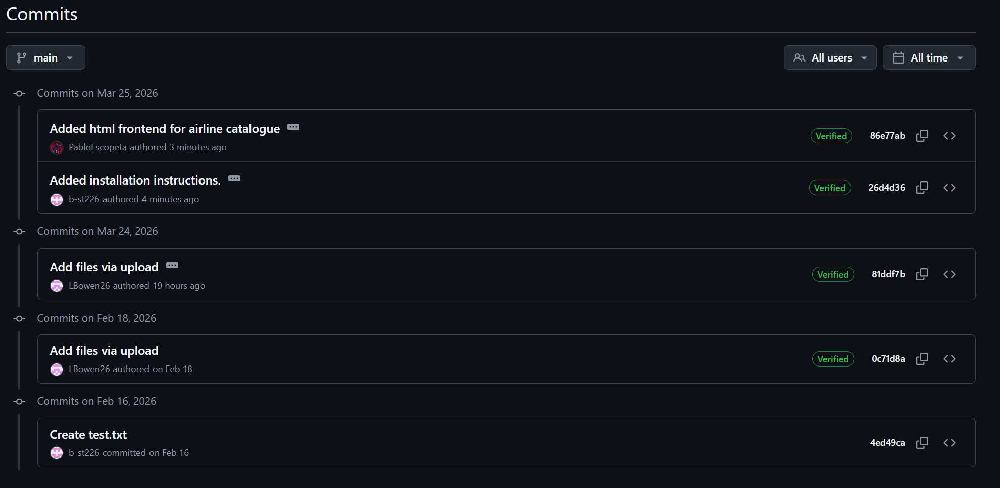 Commits
main
All users
All time
Commits on Mar 25, 2026
Added html frontend for airline catalogue
Verified
86e77ab
PabloEscopeta authored 3 minutes ago
Added installation instructions.
Verified
26d4d36
b-st226 authored 4 minutes ago
Commits on Mar 24, 2026
Add files via upload
Verified
81ddf7b
LBowen26 authored 19 hours ago
Commits on Feb 18, 2026
Add files via upload
Verified
0c71d8a
LBowen26 authored on Feb 18
Commits on Feb 16, 2026
Create test.txt
4ed49ca
b-st226 committed on Feb 16